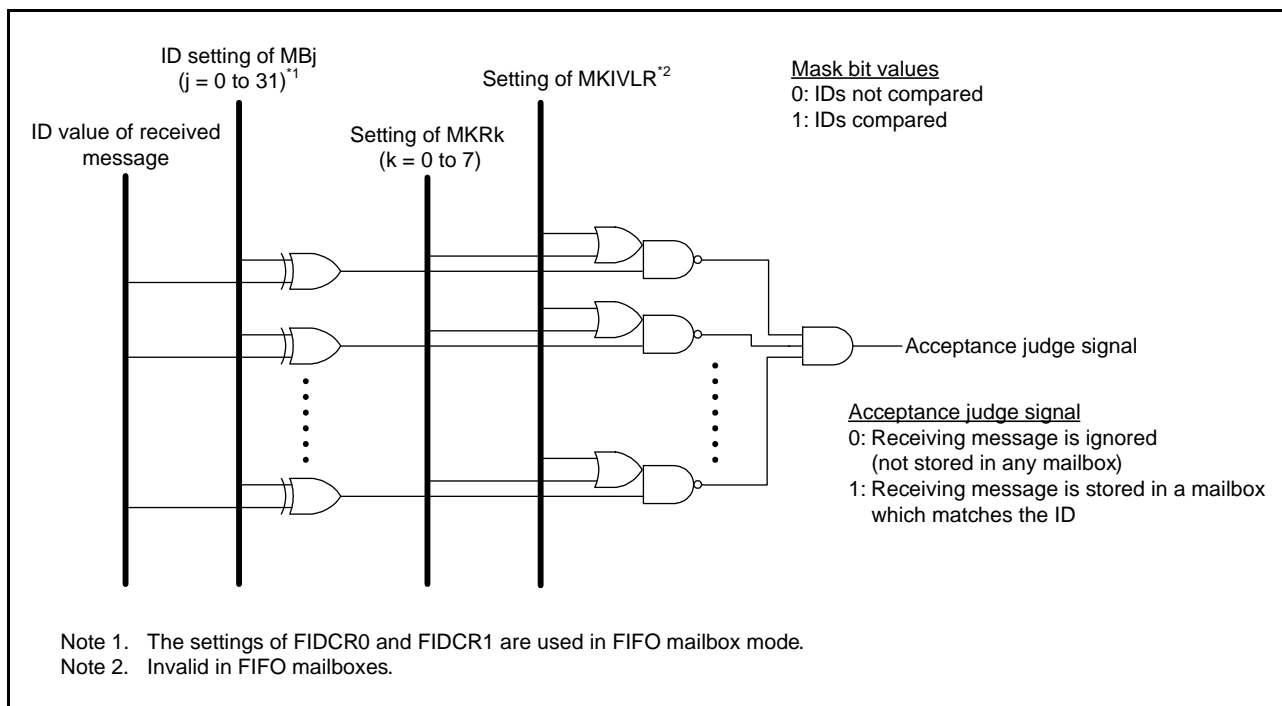 ID setting of MBj
(j = 0 to 31)*1
Setting of MKIVLR*2
Mask bit values
0: IDs not compared
1: IDs compared
ID value of received
message
Setting of MKRk
(k = 0 to 7)
Acceptance judge signal
Acceptance judge signal
0: Receiving message is ignored
(not stored in any mailbox)
1: Receiving message is stored in a mailbox
which matches the ID
Note 1. The settings of FIDCR0 and FIDCR1 are used in FIFO mailbox mode.
Note 2. Invalid in FIFO mailboxes.